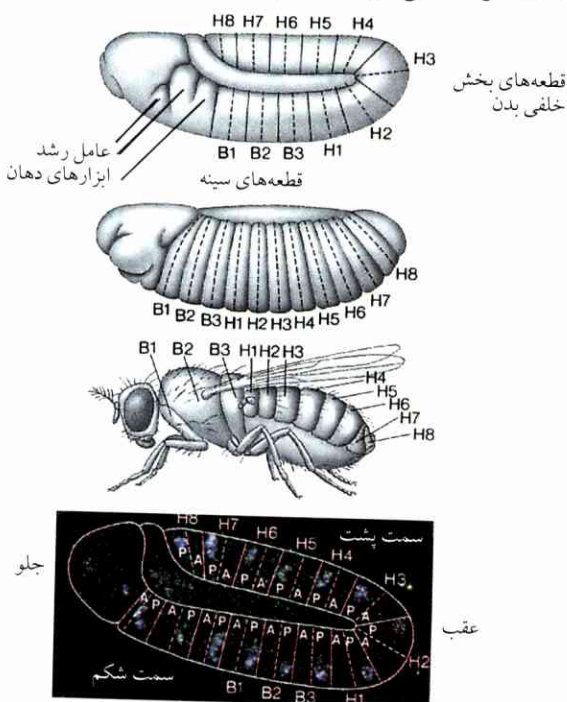 H8 H7 H6 H5 H4
H3
قطعه‌های بخش
خلفی بدن
H2
B1 B2 B3 H1
عامل رشد
ابزارهای دهان
قطعه‌های سینه
H8
H7
H6
B1 B2 B3 H1 H2 H3 H4 H5
B1 B2 B3 H1 H2 H3
H4
H5
H6
H7
H8
H8 H7 H6 H5 H4 H3
سمت پشت
جلو
P A P A P A P A P A P A
عقب
A P A P A P A P A P A P A P A P
H2
سمت شکم
B1 B2 B3 H1